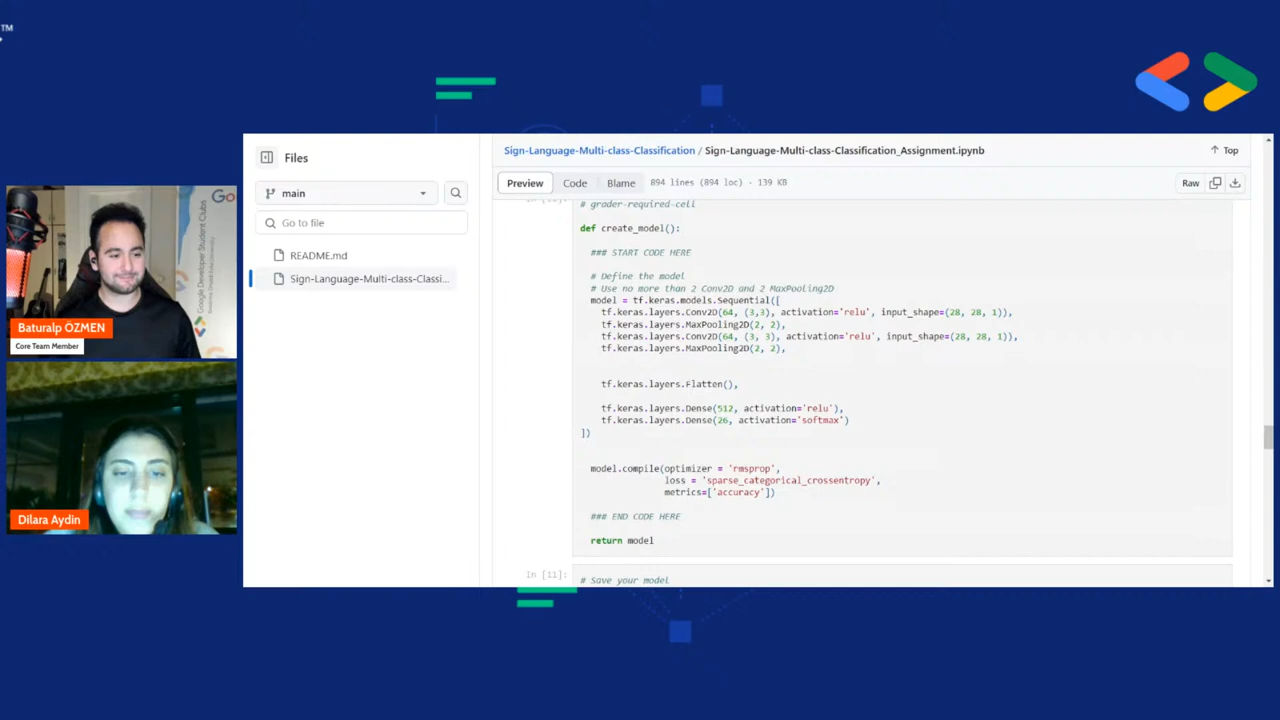 TM
Files
main
Go to file
README.md
Sign-Language-Multi-class-Classi...
Sign-Language-Multi-class-Classification / Sign-Language-Multi-class-Classification_Assignment.ipynb
Top
Preview Code Blame 894 lines (894 loc) · 139 KB
Raw
# grader-required-cell
def create_model():
### START CODE HERE
# Define the model
# Use no more than 2 Conv2D and 2 MaxPooling2D
model = tf.keras.models.Sequential([
tf.keras.layers.Conv2D(64, (3,3), activation='relu', input_shape=(28, 28, 1)),
tf.keras.layers.MaxPooling2D(2, 2),
tf.keras.layers.Conv2D(64, (3, 3), activation='relu', input_shape=(28, 28, 1)),
tf.keras.layers.MaxPooling2D(2, 2),
tf.keras.layers.Flatten(),
tf.keras.layers.Dense(512, activation='relu'),
tf.keras.layers.Dense(26, activation='softmax')
])
model.compile(optimizer = 'rmsprop',
loss = 'sparse_categorical_crossentropy',
metrics=['accuracy'])
### END CODE HERE
return model
In [11]:
# Save your model
Go
Google Developer Student Clubs
Baturalp ÖZMEN
Core Team Member
Dilara Aydin